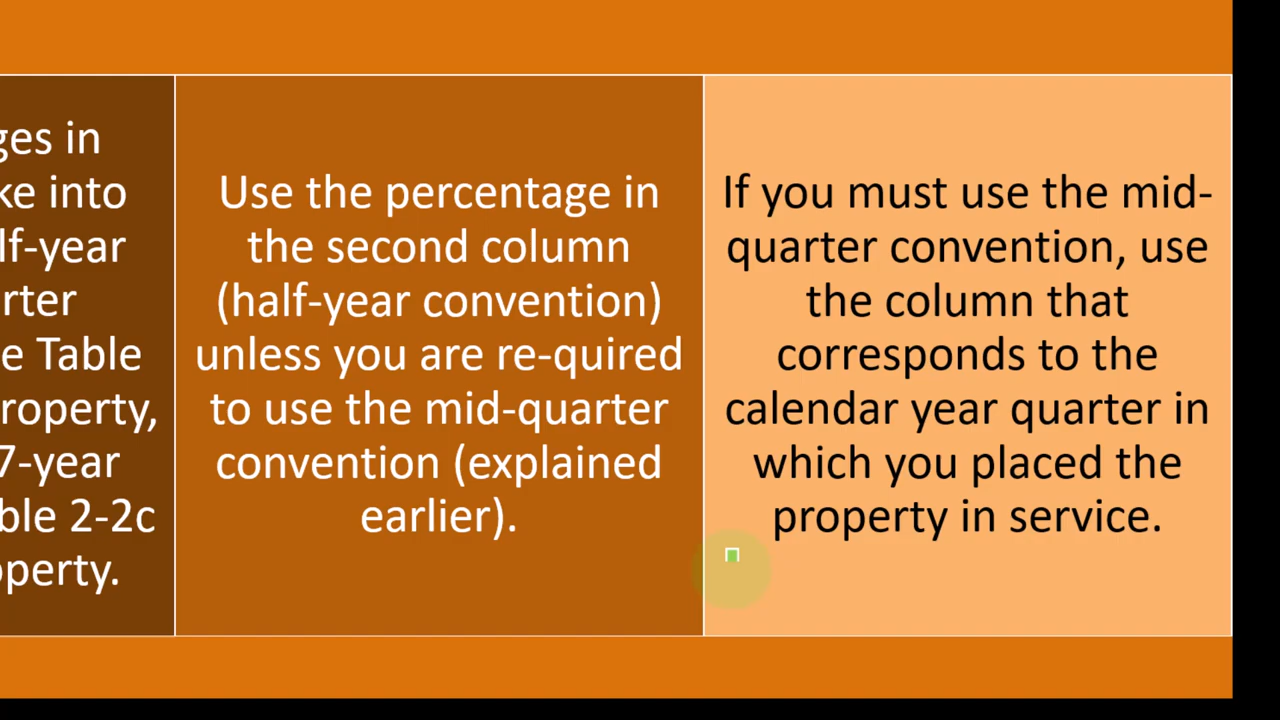 ges in
ke into
lf-year
rter
e Table
roperty,
7-year
ble 2-2c
operty.
Use the percentage in
the second column
(half-year convention)
unless you are re-quired
to use the mid-quarter
convention (explained
earlier).
If you must use the mid-
quarter convention, use
the column that
corresponds to the
calendar year quarter in
which you placed the
property in service.